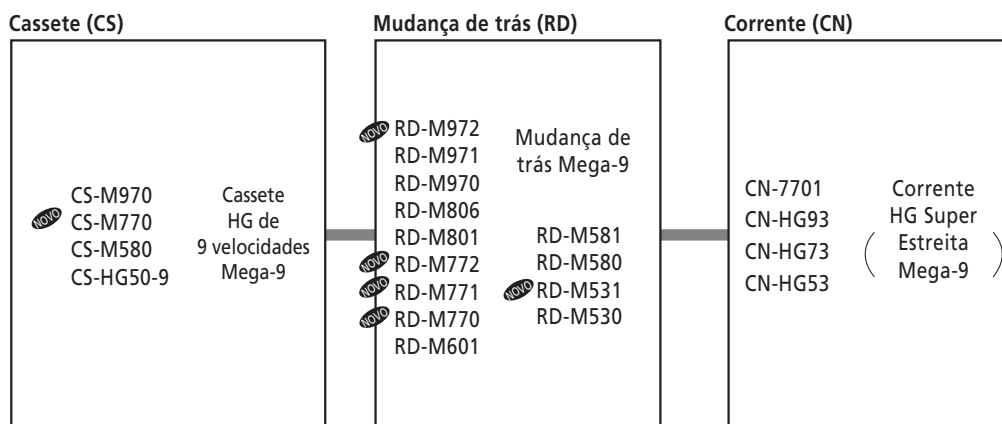 Cassete (CS)
CS-M970
NOVO CS-M770
CS-M580
CS-HG50-9
Cassete
HG de
9 velocidades
Mega-9
Mudança de trás (RD)
NOVO RD-M972
RD-M971
RD-M970
RD-M806
RD-M801
NOVO RD-M772
NOVO RD-M771
NOVO RD-M770
RD-M601
Mudança de
trás Mega-9
RD-M581
RD-M580
NOVO RD-M531
RD-M530
Corrente (CN)
CN-7701
CN-HG93
CN-HG73
CN-HG53
Corrente
HG Super
Estreita
(Mega-9)